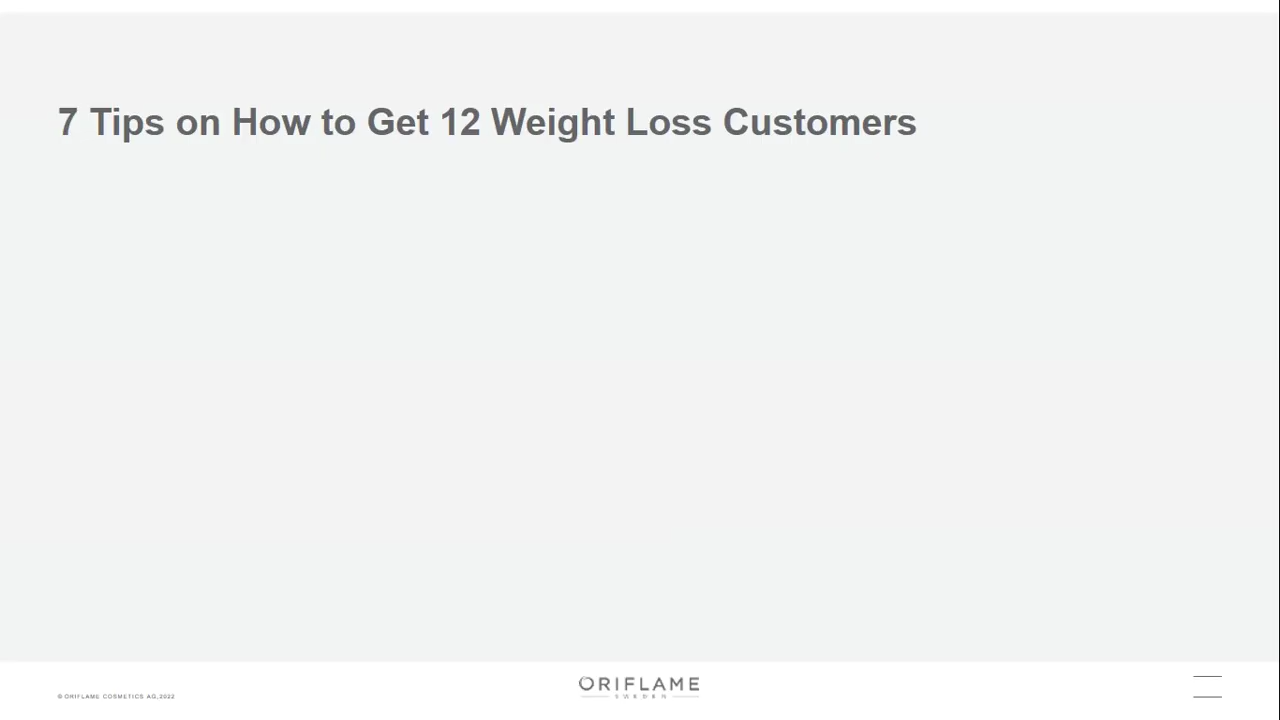 7 Tips on How to Get 12 Weight Loss Customers
© ORIFLAME COSMETICS AG, 2022
ORIFLAME
SWEDEN